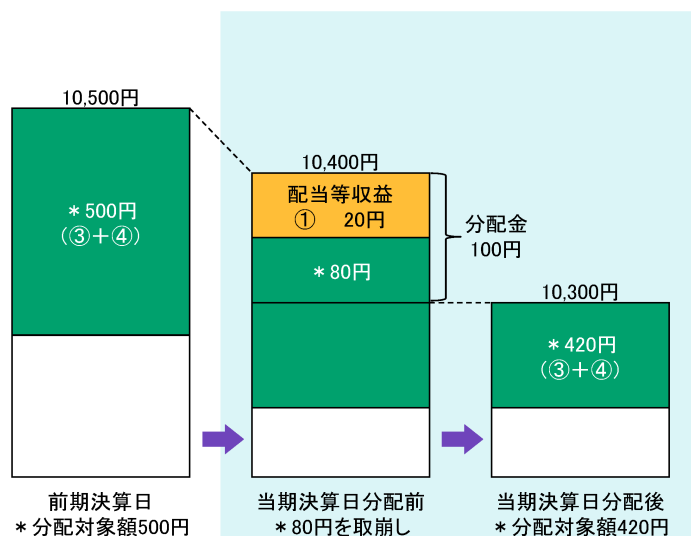 10,500円
＊500円
(③＋④)
前期決算日
＊分配対象額500円
10,400円
配当等収益
① 20円
＊80円
分配金
100円
当期決算日分配前
＊80円を取崩し
10,300円
＊420円
(③＋④)
当期決算日分配後
＊分配対象額420円